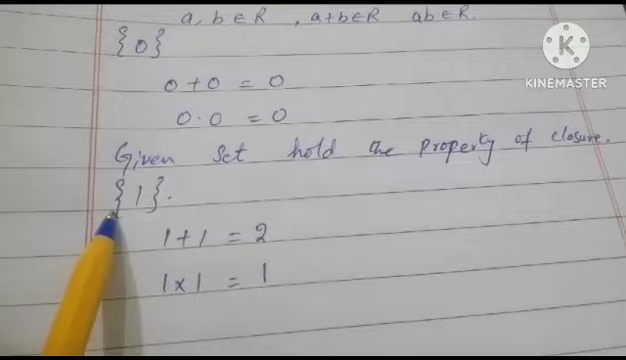 a, b ∈ R , a+b ∈ R ab ∈ R.
{0}
0 + 0 = 0
0 · 0 = 0
Given Set hold the property of closure.
{1}.
1 + 1 = 2
1 × 1 = 1
K
KINEMASTER